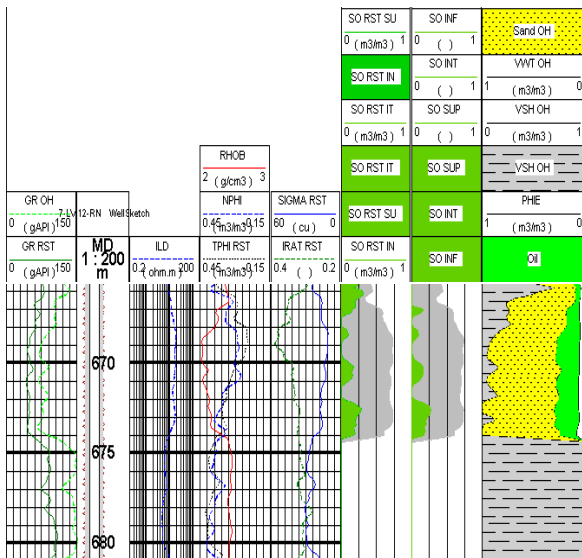 SO RST SU
0 (m3/m3) 1
SO INF
0 ( ) 1
Sand OH
SO RST IN
SO INT
0 ( ) 1
VWT OH
1 (m3/m3) 0
SO RST IT
0 (m3/m3) 1
SO SUP
0 ( ) 1
VSH OH
0 (m3/m3) 1
RHOB
2 (g/cm3) 3
SO RST IT
SO SUP
VSH OH
GR OH
0 (gAPI) 150
7-LV-12-RN WellSketch
NPHI
0.45 (m3/m3) -0.15
SIGMA RST
60 (cu) 0
SO RST SU
SO INT
PHIE
1 (m3/m3) 0
GR RST
0 (gAPI) 150
MD
1 : 200
m
ILD
0.2 (ohm.m) 200
TPHI RST
0.45 (m3/m3) -0.15
IRAT RST
0.4 ( ) 0.2
SO RST IN
0 (m3/m3) 1
SO INF
Oil
670
675
680